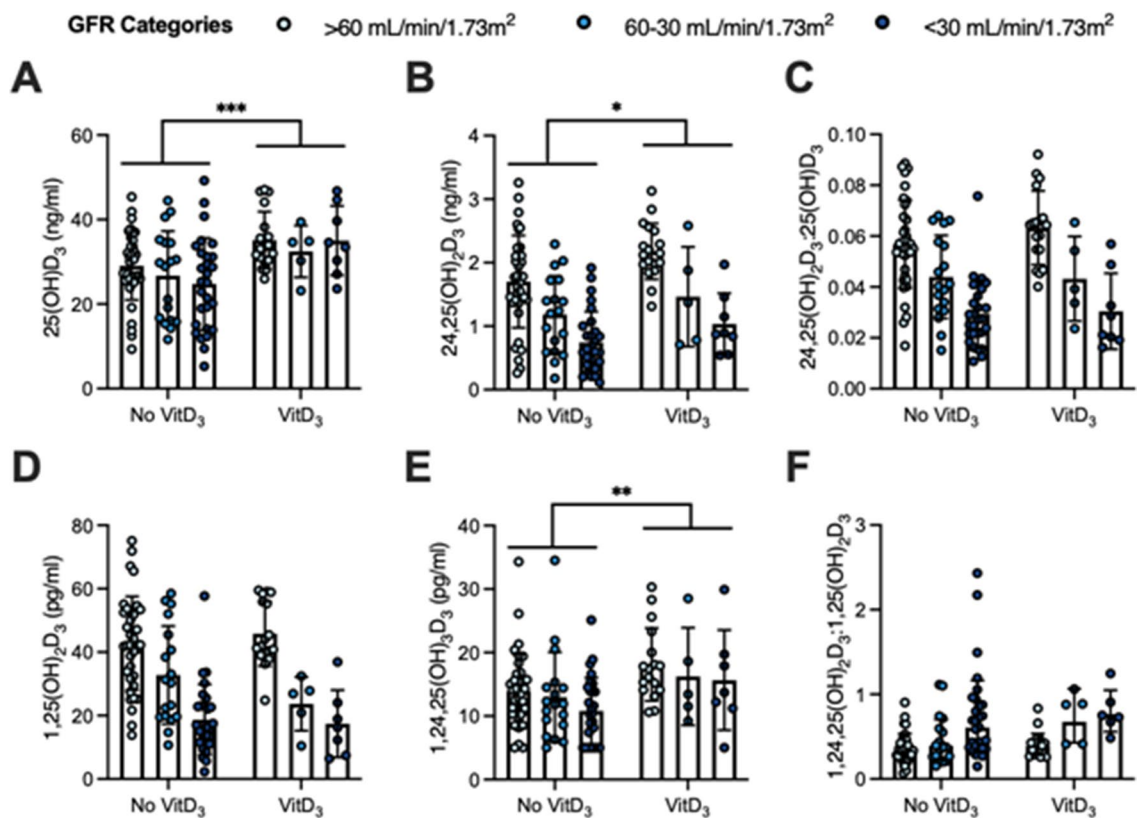 GFR Categories >60 mL/min/1.73m² 60-30 mL/min/1.73m² <30 mL/min/1.73m²
A
***
25(OH)D₃ (ng/ml)
60
40
20
0
No VitD₃ VitD₃
B
*
24,25(OH)₂D₃ (ng/ml)
4
3
2
1
0
No VitD₃ VitD₃
C
24,25(OH)₂D₃:25(OH)D₃
0.10
0.08
0.06
0.04
0.02
0.00
No VitD₃ VitD₃
D
1,25(OH)₂D₃ (pg/ml)
80
60
40
20
0
No VitD₃ VitD₃
E
**
1,24,25(OH)₃D₃ (pg/ml)
40
30
20
10
0
No VitD₃ VitD₃
F
1,24,25(OH)₂D₃:1,25(OH)₂D₃
3
2
1
0
No VitD₃ VitD₃